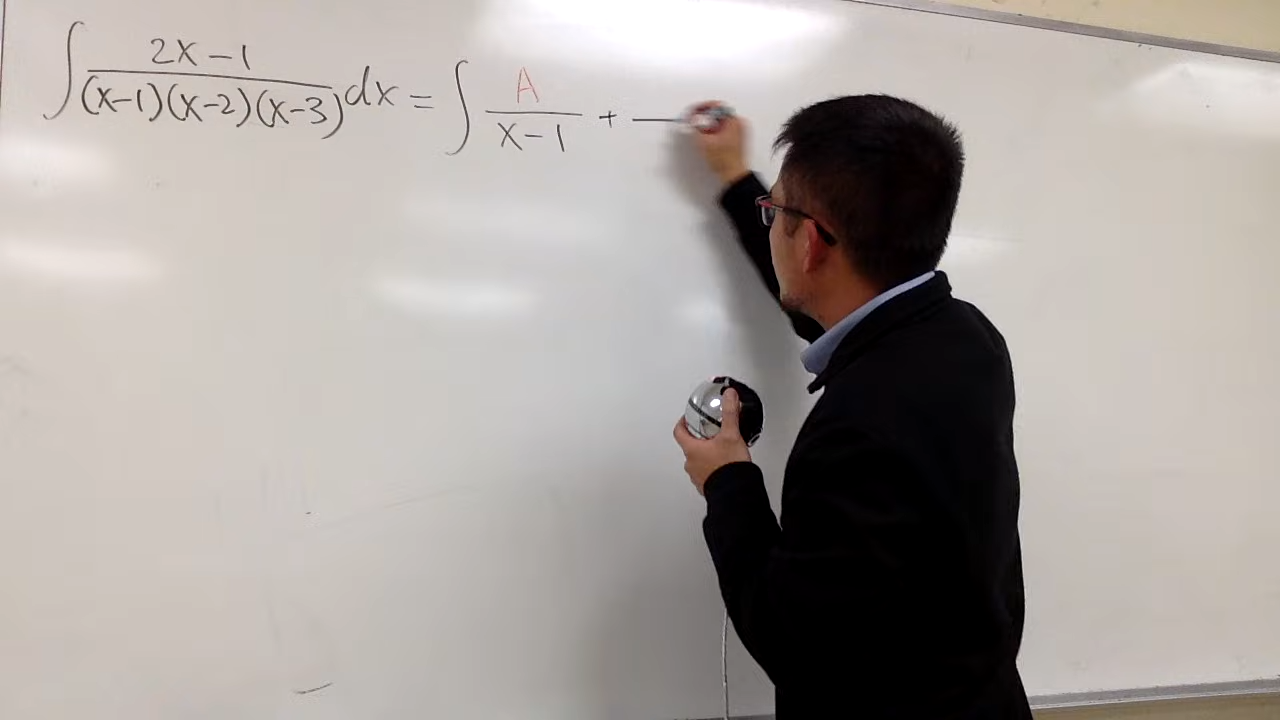 ∫ (2x-1)/((x-1)(x-2)(x-3)) dx = ∫ A/(x-1) + —